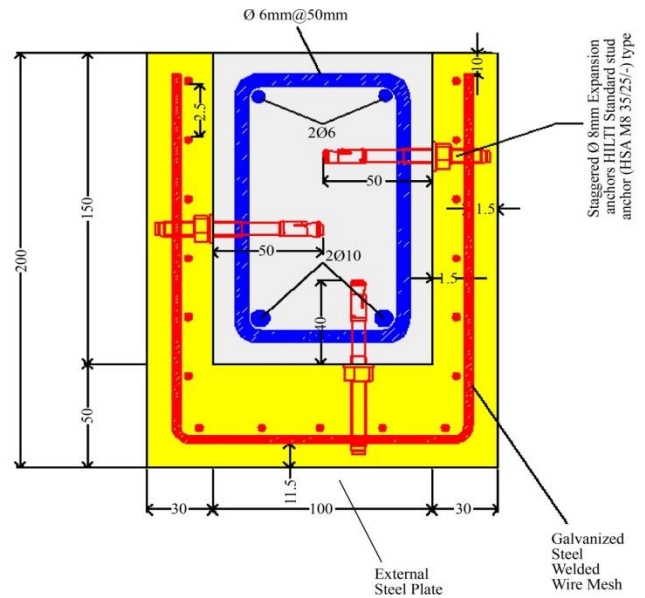 Ø 6mm@50mm
10
2.5
2Ø6
Staggered Ø 8mm Expansion
anchors HILTI Standard stud
anchor (HSA M8 35/25/-) type
50
1.5
150
200
50
2Ø10
1.5
40
50
11.5
30
100
30
External
Steel Plate
Galvanized
Steel
Welded
Wire Mesh